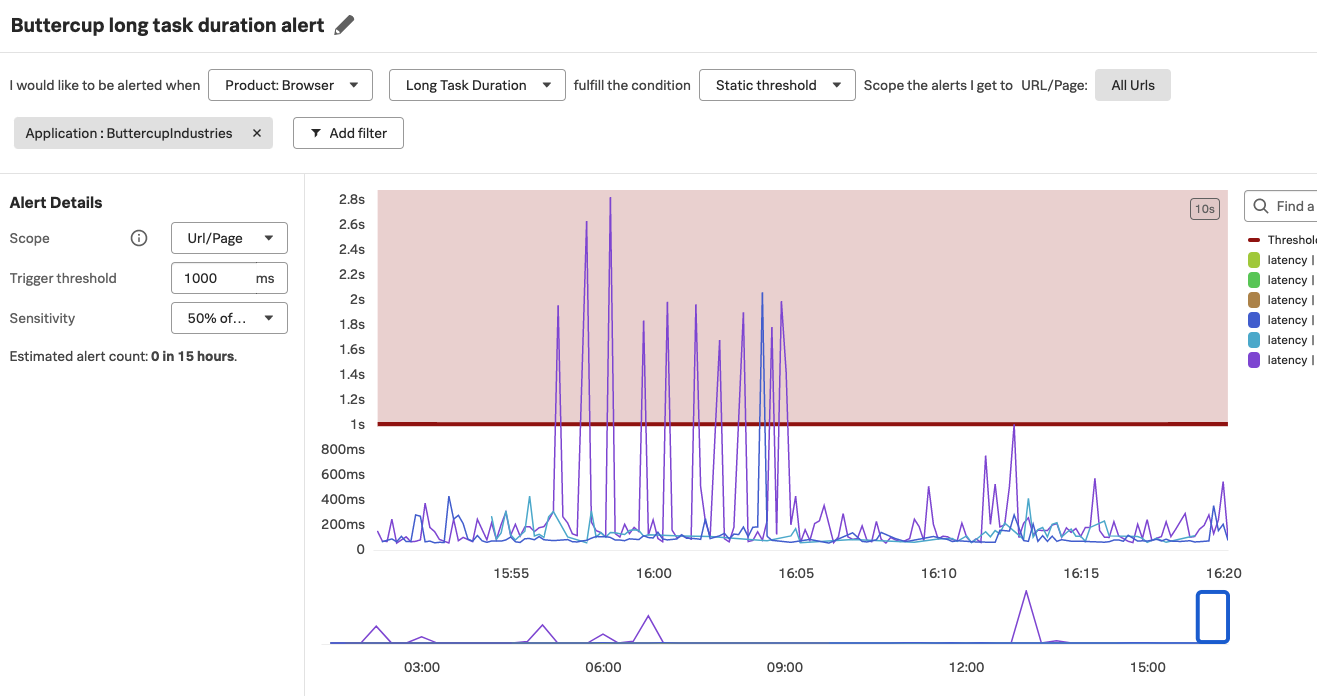 Buttercup long task duration alert
I would like to be alerted when Product: Browser Long Task Duration fulfill the condition Static threshold Scope the alerts I get to URL/Page: All Urls
Application : ButtercupIndustries × Add filter
Alert Details
Scope Url/Page
Trigger threshold 1000 ms
Sensitivity 50% of...
Estimated alert count: 0 in 15 hours.
2.8s
2.6s
2.4s
2.2s
2s
1.8s
1.6s
1.4s
1.2s
1s
800ms
600ms
400ms
200ms
0
10s
15:55 16:00 16:05 16:10 16:15 16:20
03:00 06:00 09:00 12:00 15:00
Find a
latency |
latency |
latency |
latency |
latency |
latency |